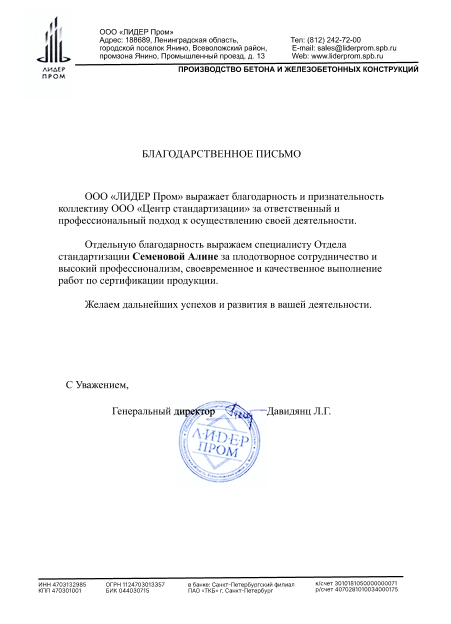 ООО «ЛИДЕР Пром»
Адрес: 188689, Ленинградская область,
городской поселок Янино, Всеволожский район,
промзона Янино, Промышленный проезд, д. 13
Тел: (812) 242-72-00
E-mail: sales@liderprom.spb.ru
Web: www.liderprom.spb.ru
ЛИДЕР
ПРОМ
ПРОИЗВОДСТВО БЕТОНА И ЖЕЛЕЗОБЕТОННЫХ КОНСТРУКЦИЙ
БЛАГОДАРСТВЕННОЕ ПИСЬМО
ООО «ЛИДЕР Пром» выражает благодарность и признательность
коллективу ООО «Центр стандартизации» за ответственный и
профессиональный подход к осуществлению своей деятельности.
Отдельную благодарность выражаем специалисту Отдела
стандартизации Семеновой Алине за плодотворное сотрудничество и
высокий профессионализм, своевременное и качественное выполнение
работ по сертификации продукции.
Желаем дальнейших успехов и развития в вашей деятельности.
С Уважением,
Генеральный директор Давидянц Л.Г.
ЛИДЕР
ПРОМ
ИНН 4703132985
КПП 470301001
ОГРН 1124703013357
БИК 044030715
в банке: Санкт-Петербургский филиал
ПАО «ТКБ» г. Санкт-Петербург
к/счет 3010181050000000071
р/счет 4070281010034000175